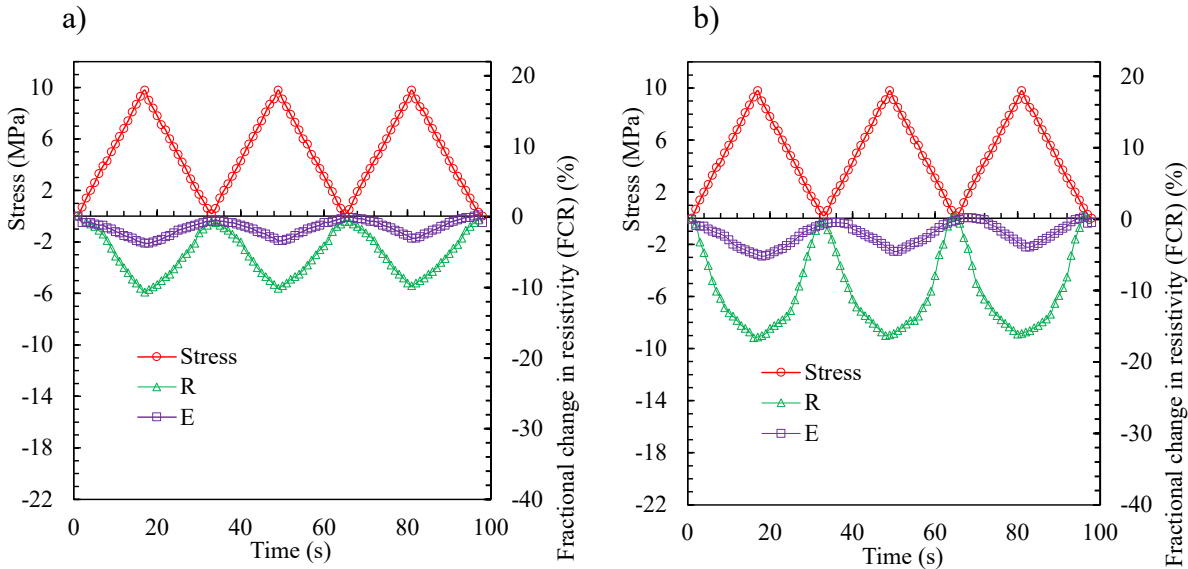 a)
Stress (MPa)
10
6
2
-2
-6
-10
-14
-18
-22
20
10
0
-10
-20
-30
-40
Fractional change in resistivity (FCR) (%)
Stress
R
E
0 20 40 60 80 100
Time (s)
b)
Stress (MPa)
10
6
2
-2
-6
-10
-14
-18
-22
20
10
0
-10
-20
-30
-40
Fractional change in resistivity (FCR) (%)
Stress
R
E
0 20 40 60 80 100
Time (s)